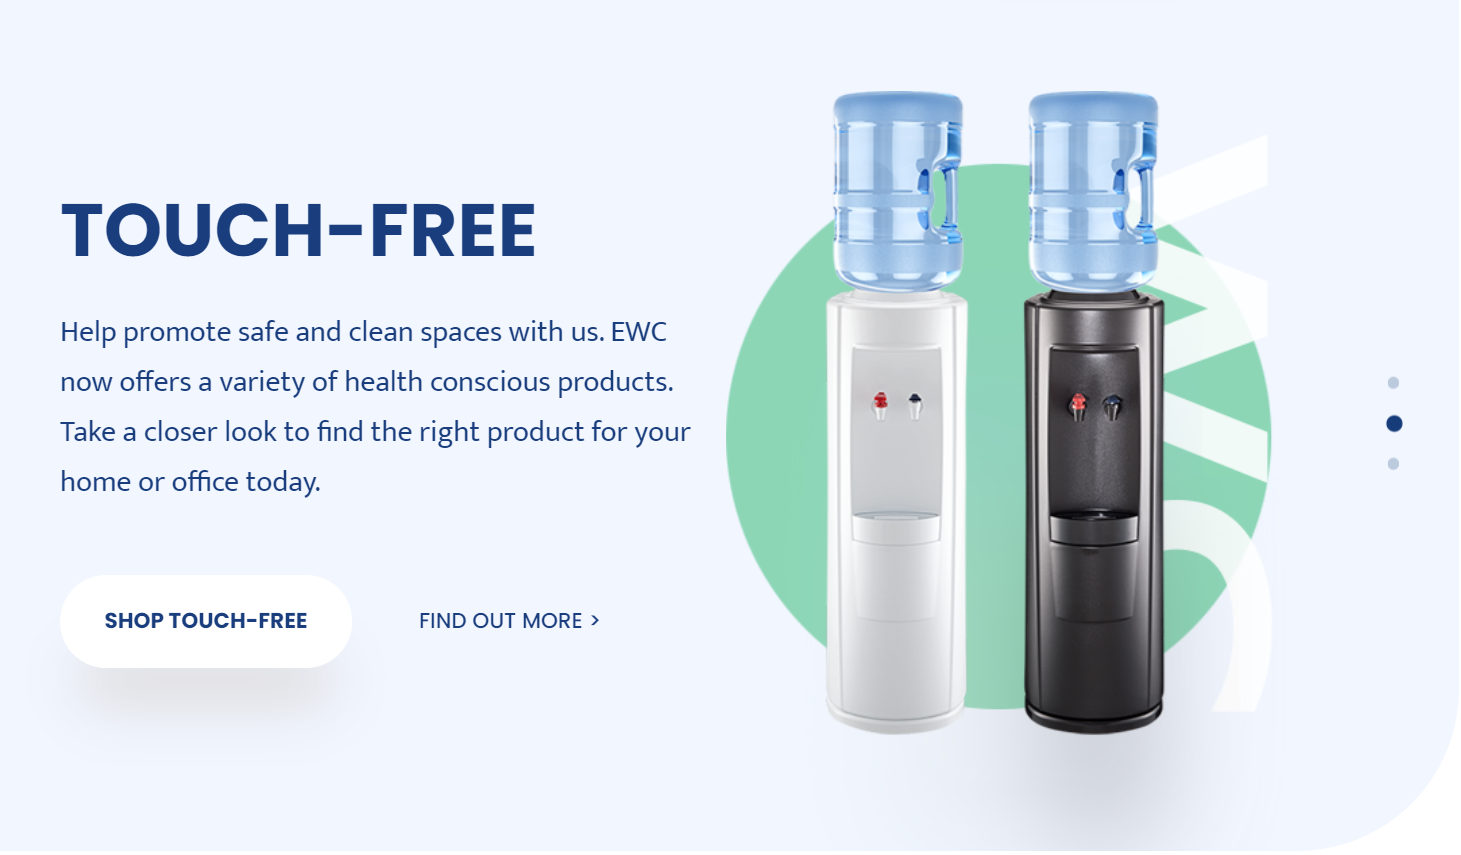 TOUCH-FREE
Help promote safe and clean spaces with us. EWC
now offers a variety of health conscious products.
Take a closer look to find the right product for your
home or office today.
SHOP TOUCH-FREE
FIND OUT MORE >